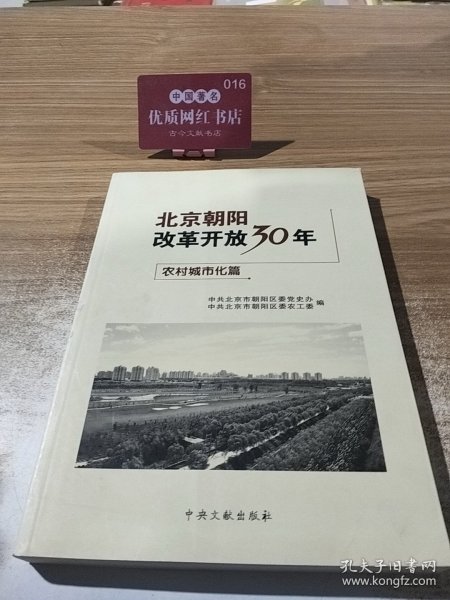 016
中国著名
优质网红书店
古今文献书店
北京朝阳
改革开放30年
农村城市化篇
中共北京市朝阳区委党史办
中共北京市朝阳区委农工委
编
中央文献出版社
孔夫子旧书网
www.kongfz.com